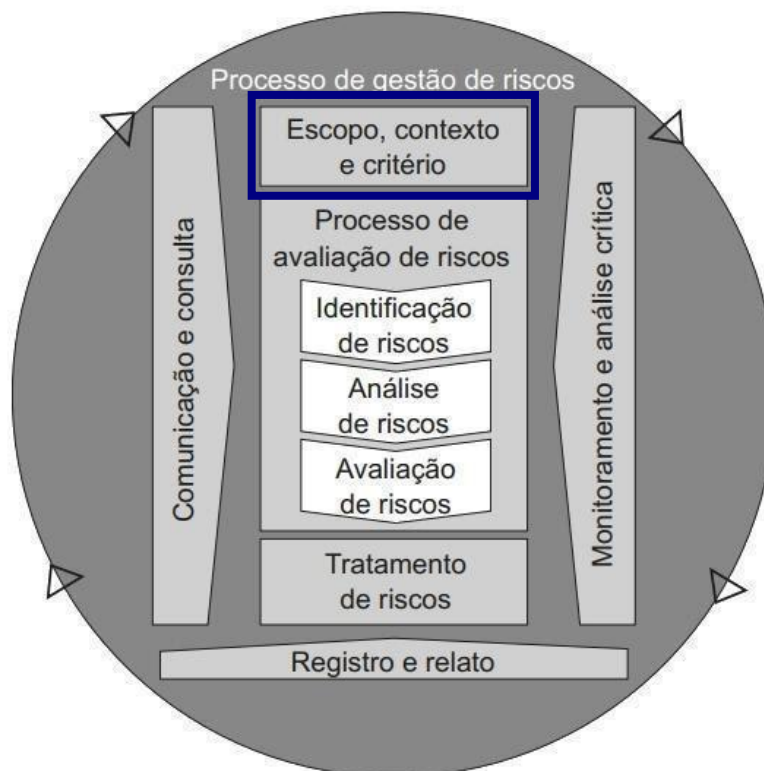 Processo de gestão de riscos
Escopo, contexto
e critério
Processo de
avaliação de riscos
Identificação
de riscos
Análise
de riscos
Avaliação
de riscos
Tratamento
de riscos
Comunicação e consulta
Monitoramento e análise crítica
Registro e relato